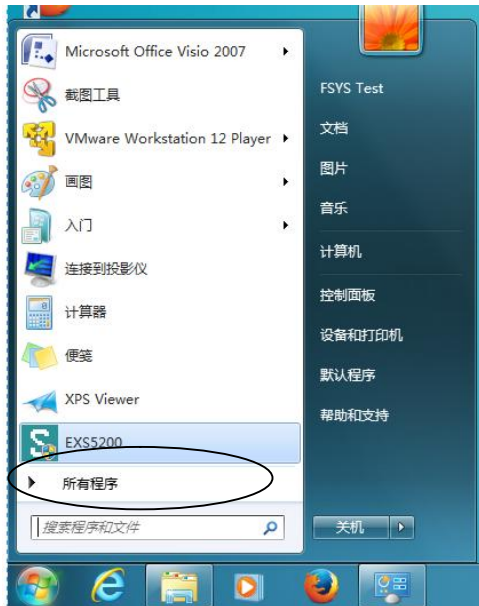 Microsoft Office Visio 2007
截图工具
VMware Workstation 12 Player
画图
入门
连接到投影仪
计算器
便笺
XPS Viewer
EXS5200
所有程序
搜索程序和文件
FSYS Test
文档
图片
音乐
计算机
控制面板
设备和打印机
默认程序
帮助和支持
关机